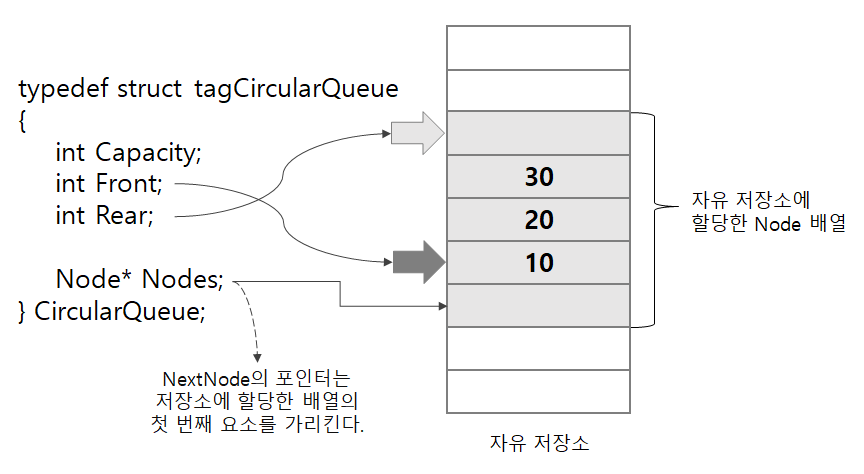 typedef struct tagCircularQueue
{
int Capacity;
int Front;
int Rear;
Node* Nodes;
} CircularQueue;
NextNode의 포인터는
저장소에 할당한 배열의
첫 번째 요소를 가리킨다.
30
20
10
자유 저장소에
할당한 Node 배열
자유 저장소